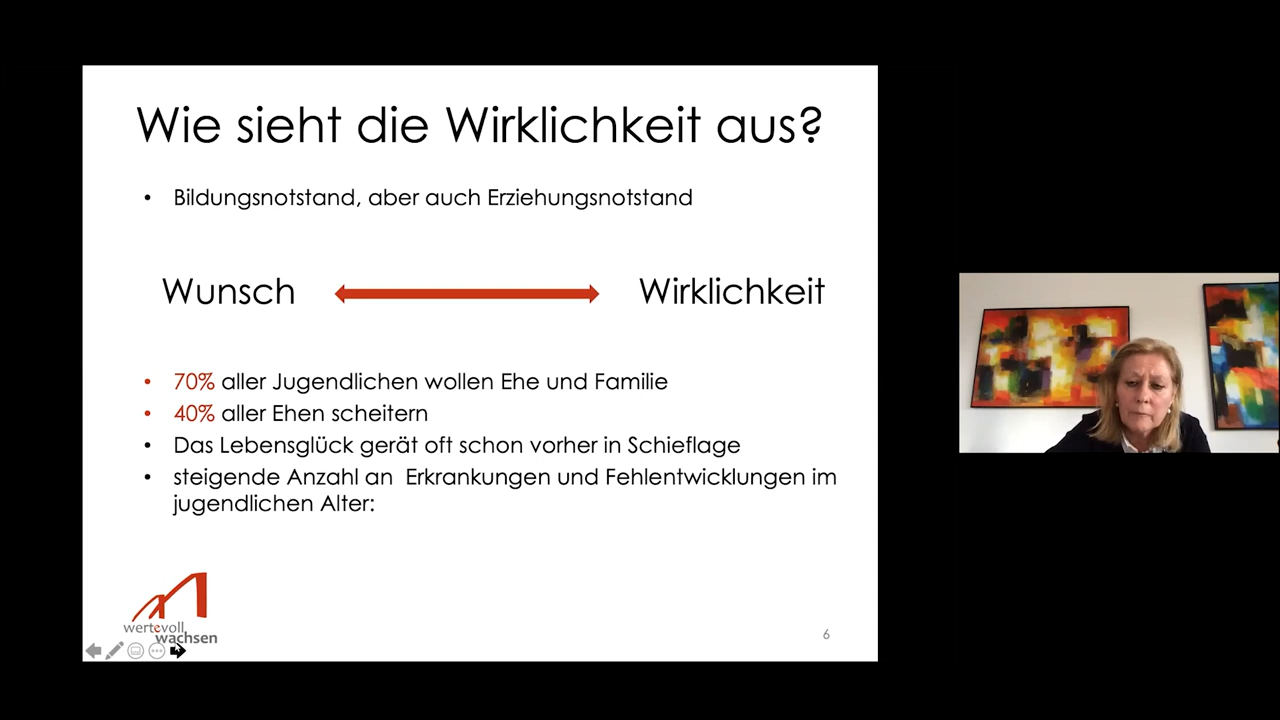 Wie sieht die Wirklichkeit aus?
• Bildungsnotstand, aber auch Erziehungsnotstand
Wunsch Wirklichkeit
• 70% aller Jugendlichen wollen Ehe und Familie
• 40% aller Ehen scheitern
• Das Lebensglück gerät oft schon vorher in Schieflage
• steigende Anzahl an  Erkrankungen und Fehlentwicklungen im
jugendlichen Alter:
wertevoll
wachsen
6